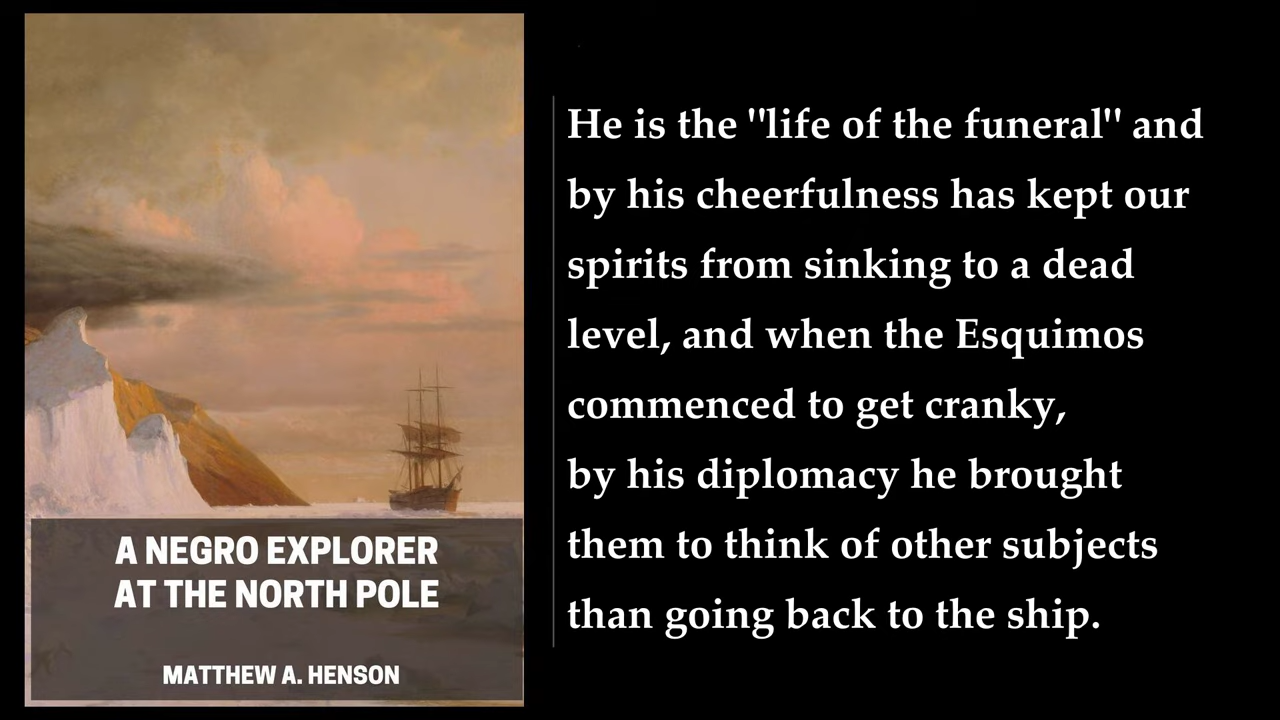 A NEGRO EXPLORER
AT THE NORTH POLE
MATTHEW A. HENSON
He is the "life of the funeral" and
by his cheerfulness has kept our
spirits from sinking to a dead
level, and when the Esquimos
commenced to get cranky,
by his diplomacy he brought
them to think of other subjects
than going back to the ship.